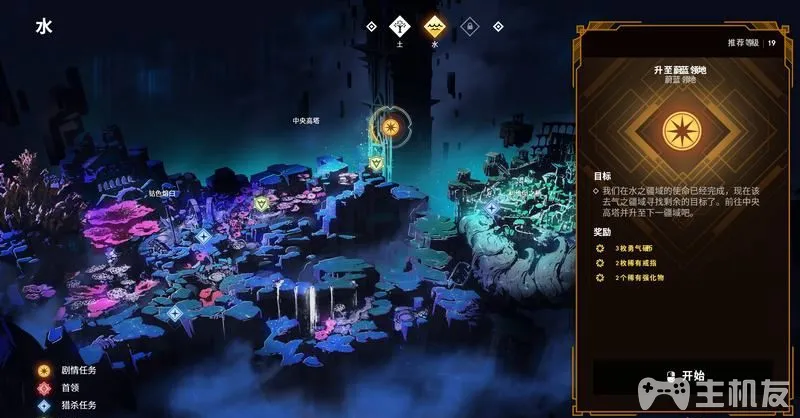 水
土
水
推荐等级 19
升至蔚蓝领地
蔚蓝领地
中央高塔
目标
我们在水之疆域的使命已经完成，现在该
去气之疆域寻找剩余的目标了。前往中央
高塔并升至下一疆域吧。
奖励
3枚勇气硬币
2枚稀有戒指
2个稀有强化物
剧情任务
首领
猎杀任务
开始
主机友